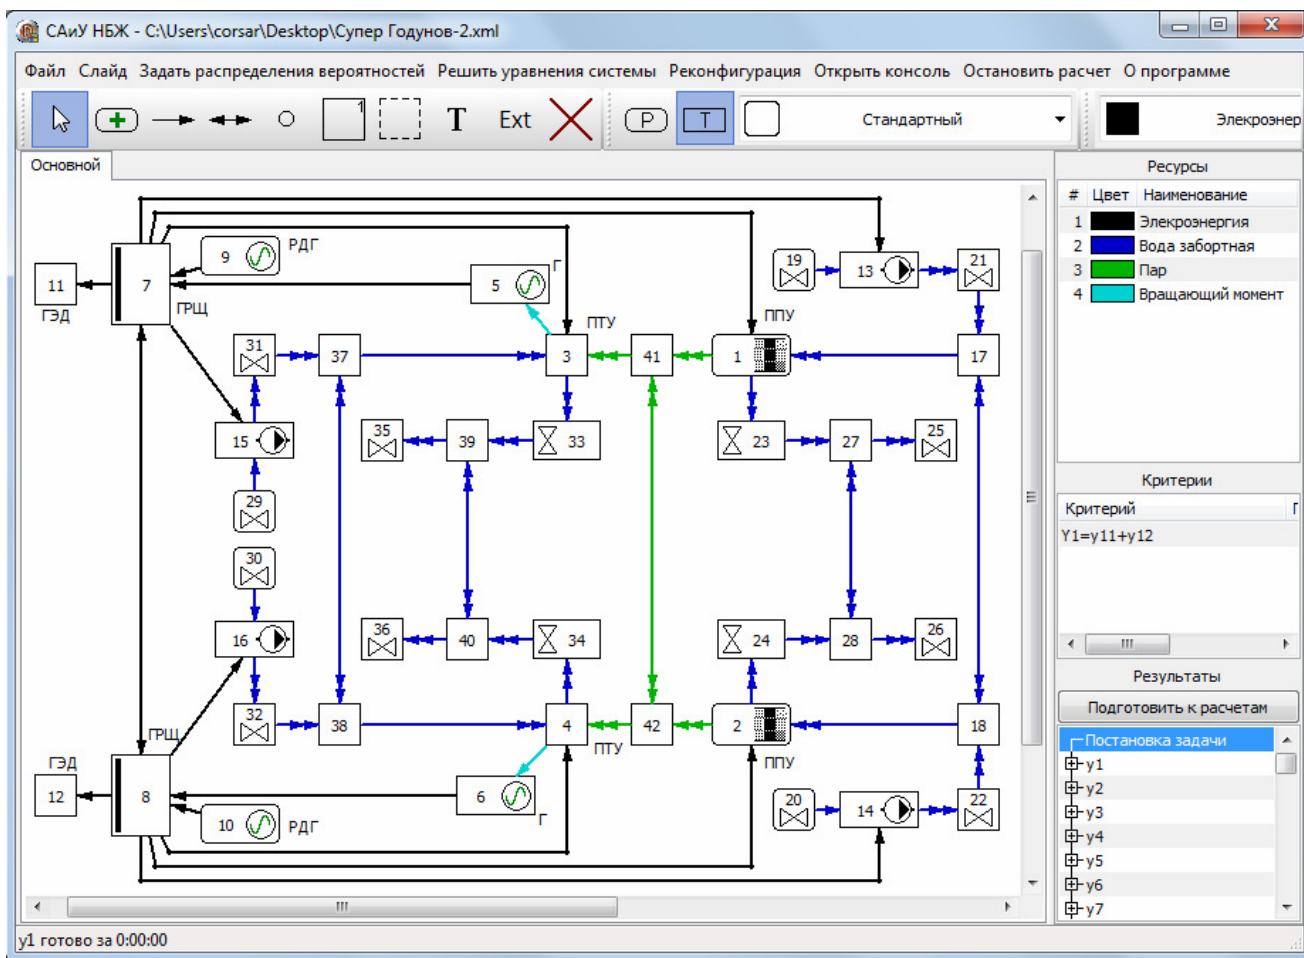 САиУ НБЖ - C:\Users\corsar\Desktop\Супер Годунов-2.xml
Файл Слайд Задать распределения вероятностей Решить уравнения системы Реконфигурация Открыть консоль Остановить расчет О программе
1 T Ext P T Стандартный Элекроэнер
Основной
Ресурсы
# Цвет Наименование
1 Элекроэнергия
2 Вода забортная
3 Пар
4 Вращающий момент
Критерии
Критерий Г
Y1=y11+y12
Результаты
Подготовить к расчетам
Постановка задачи
y1
y2
y3
y4
y5
y6
y7
9 РДГ
19 13 21
11 7 5 Г
ГЭД ГРЩ ПТУ ППУ
31 37 3 41 1 17
15 35 39 33 23 27 25
29
30
16 36 40 34 24 28 26
32 38 4 42 2 18
ГРЩ ПТУ ППУ
ГЭД
12 8 6 Г 20 14 22
10 РДГ
y1 готово за 0:00:00